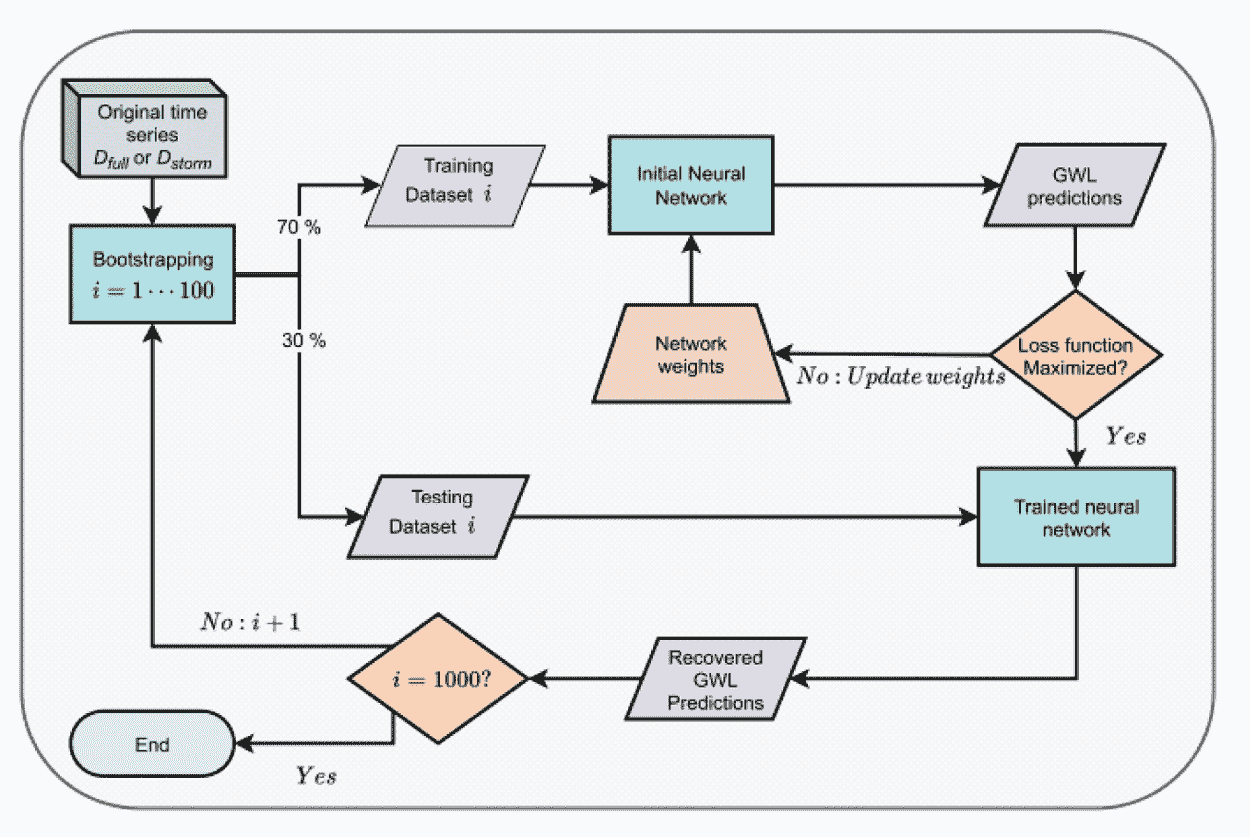 Original time
series
D_full or D_storm
Bootstrapping
i = 1 ··· 100
70 %
30 %
Training
Dataset i
Initial Neural
Network
GWL
predictions
Network
weights
Loss function
Maximized?
No : Update weights
Yes
Testing
Dataset i
Trained neural
network
No : i + 1
i = 1000?
Recovered
GWL
Predictions
End
Yes